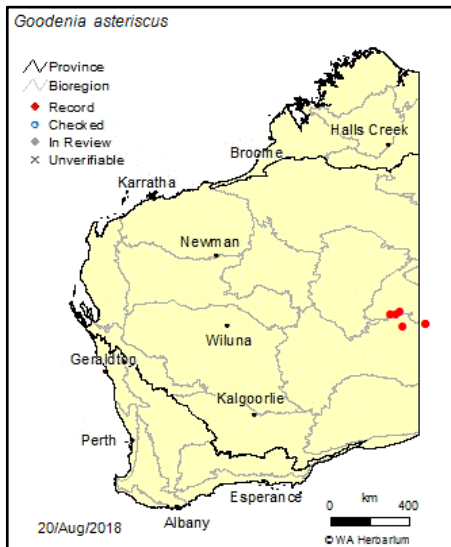 Goodenia asteriscus
Province
Bioregion
Record
Checked
In Review
Unverifiable
Halls Creek
Broome
Karratha
Newman
Wiluna
Geraldton
Kalgoorlie
Perth
Esperance
Albany
km
0 400
20/Aug/2018
© WA Herbarium